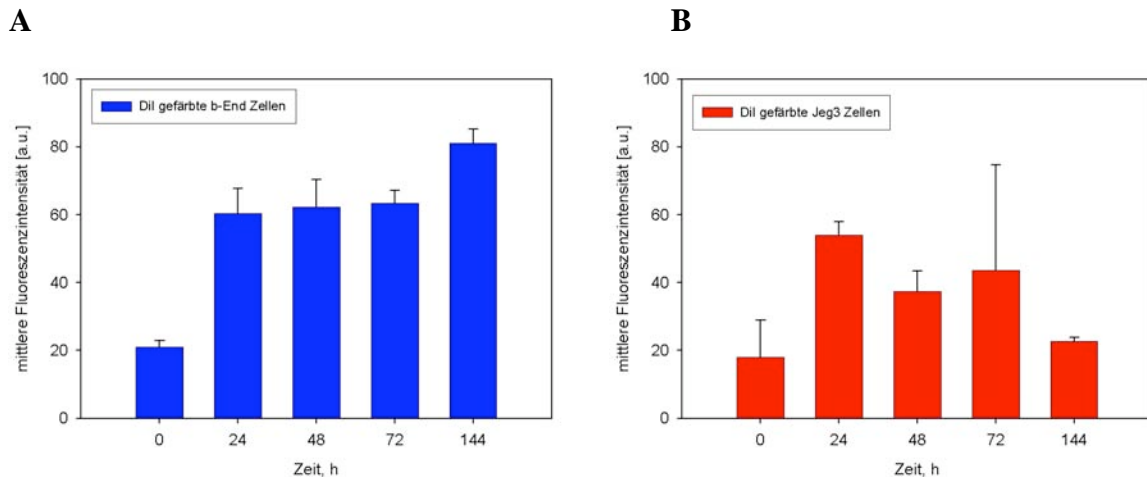 A
B
mittlere Fluoreszenzintensität [a.u.]
100
80
60
40
20
0
DiI gefärbte b-End Zellen
0 24 48 72 144
Zeit, h
mittlere Fluoreszenzintensität [a.u.]
100
80
60
40
20
0
DiI gefärbte Jeg3 Zellen
0 24 48 72 144
Zeit, h